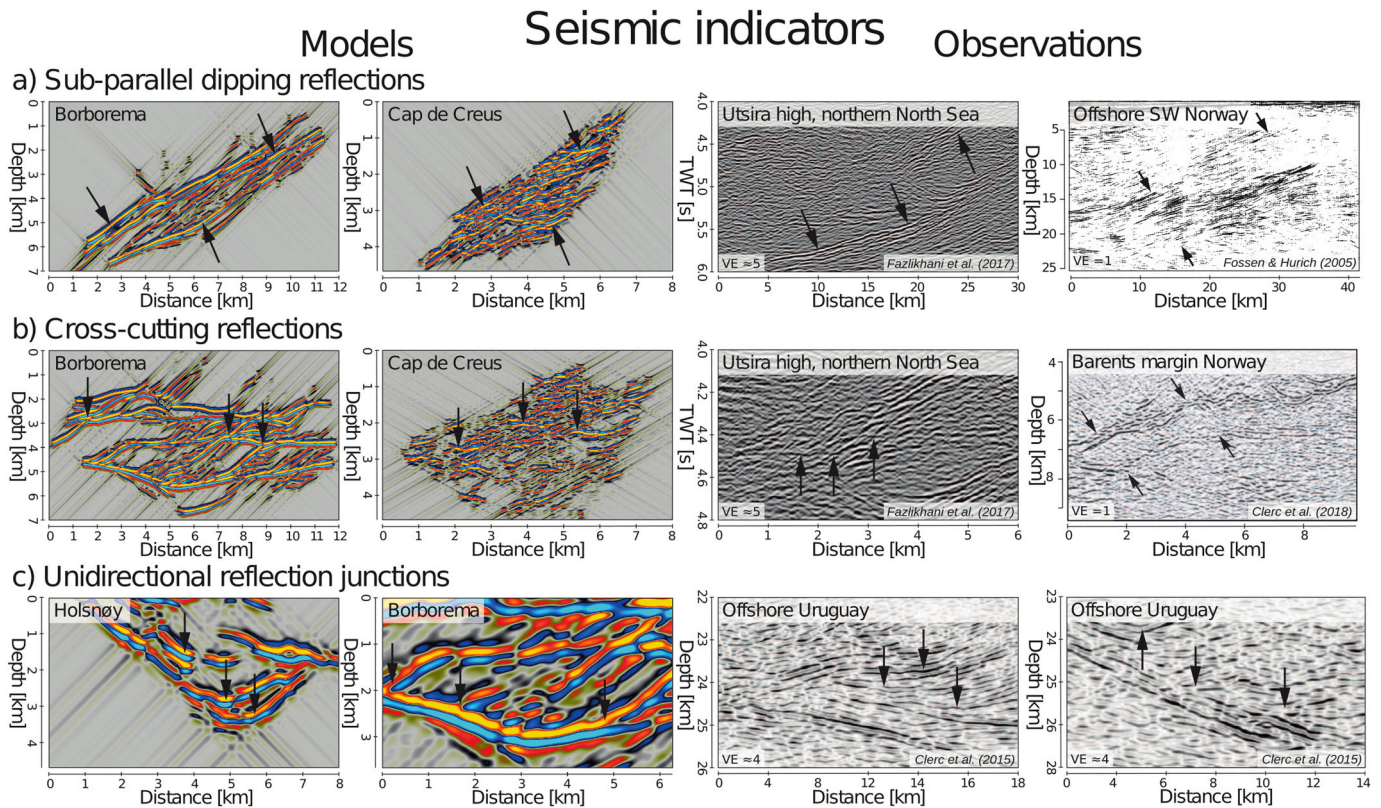 Seismic indicators
Models
Observations
a) Sub-parallel dipping reflections
Borborema
0
1
2
3
4
5
6
7
Depth [km]
0 1 2 3 4 5 6 7 8 9 10 11 12
Distance [km]
Cap de Creus
0
1
2
3
4
Depth [km]
0 2 4 6 8
Distance [km]
Utsira high, northern North Sea
4.0
4.5
5.0
5.5
6.0
TWT [s]
VE ≈5
Fazlikhani et al. (2017)
0 5 10 15 20 25 30
Distance [km]
Offshore SW Norway
5
10
15
20
25
Depth [km]
VE =1
Fossen & Hurich (2005)
0 10 20 30 40
Distance [km]
b) Cross-cutting reflections
Borborema
0
1
2
3
4
5
6
7
Depth [km]
0 1 2 3 4 5 6 7 8 9 10 11 12
Distance [km]
Cap de Creus
0
1
2
3
4
Depth [km]
0 2 4 6 8
Distance [km]
Utsira high, northern North Sea
4.0
4.2
4.4
4.6
4.8
TWT [s]
VE ≈5
Fazlikhani et al. (2017)
0 1 2 3 4 5 6
Distance [km]
Barents margin Norway
4
6
8
Depth [km]
VE =1
Clerc et al. (2018)
0 2 4 6 8
Distance [km]
c) Unidirectional reflection junctions
Holsnøy
0
1
2
3
4
Depth [km]
0 1 2 3 4 5 6 7 8
Distance [km]
Borborema
0
1
2
3
Depth [km]
0 1 2 3 4 5 6
Distance [km]
Offshore Uruguay
22
23
24
25
26
Depth [km]
VE ≈4
Clerc et al. (2015)
4 8 12 14 16 18
Distance [km]
Offshore Uruguay
23
24
25
26
28
Depth [km]
VE ≈4
Clerc et al. (2015)
0 2 4 7 9 10 12 14
Distance [km]